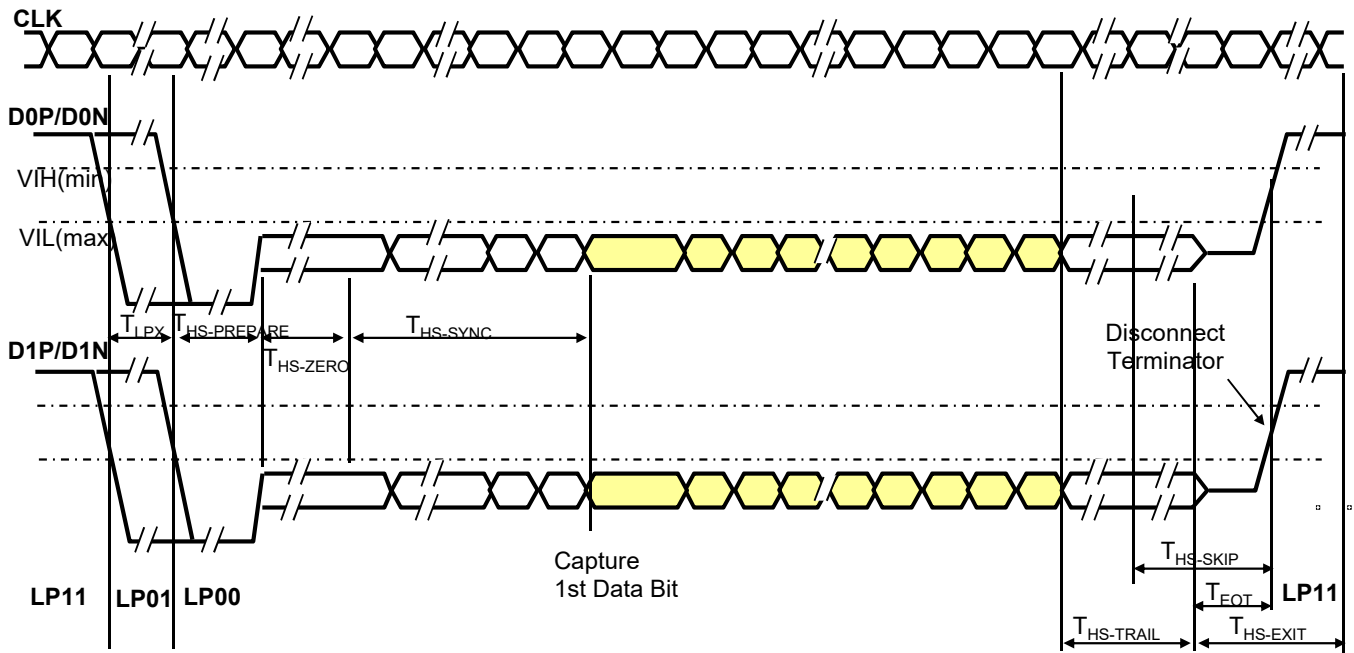 CLK
D0P/D0N
VIH(min)
VIL(max
TLPX
THS-PREPARE
THS-SYNC
THS-ZERO
Disconnect
Terminator
D1P/D1N
Capture
1st Data Bit
THS-SKIP
LP11
LP01
LP00
TEOT
LP11
THS-TRAIL
THS-EXIT